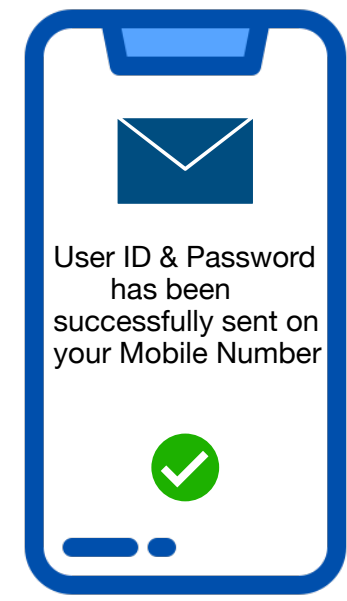 User ID & Password
has been
successfully sent on
your Mobile Number